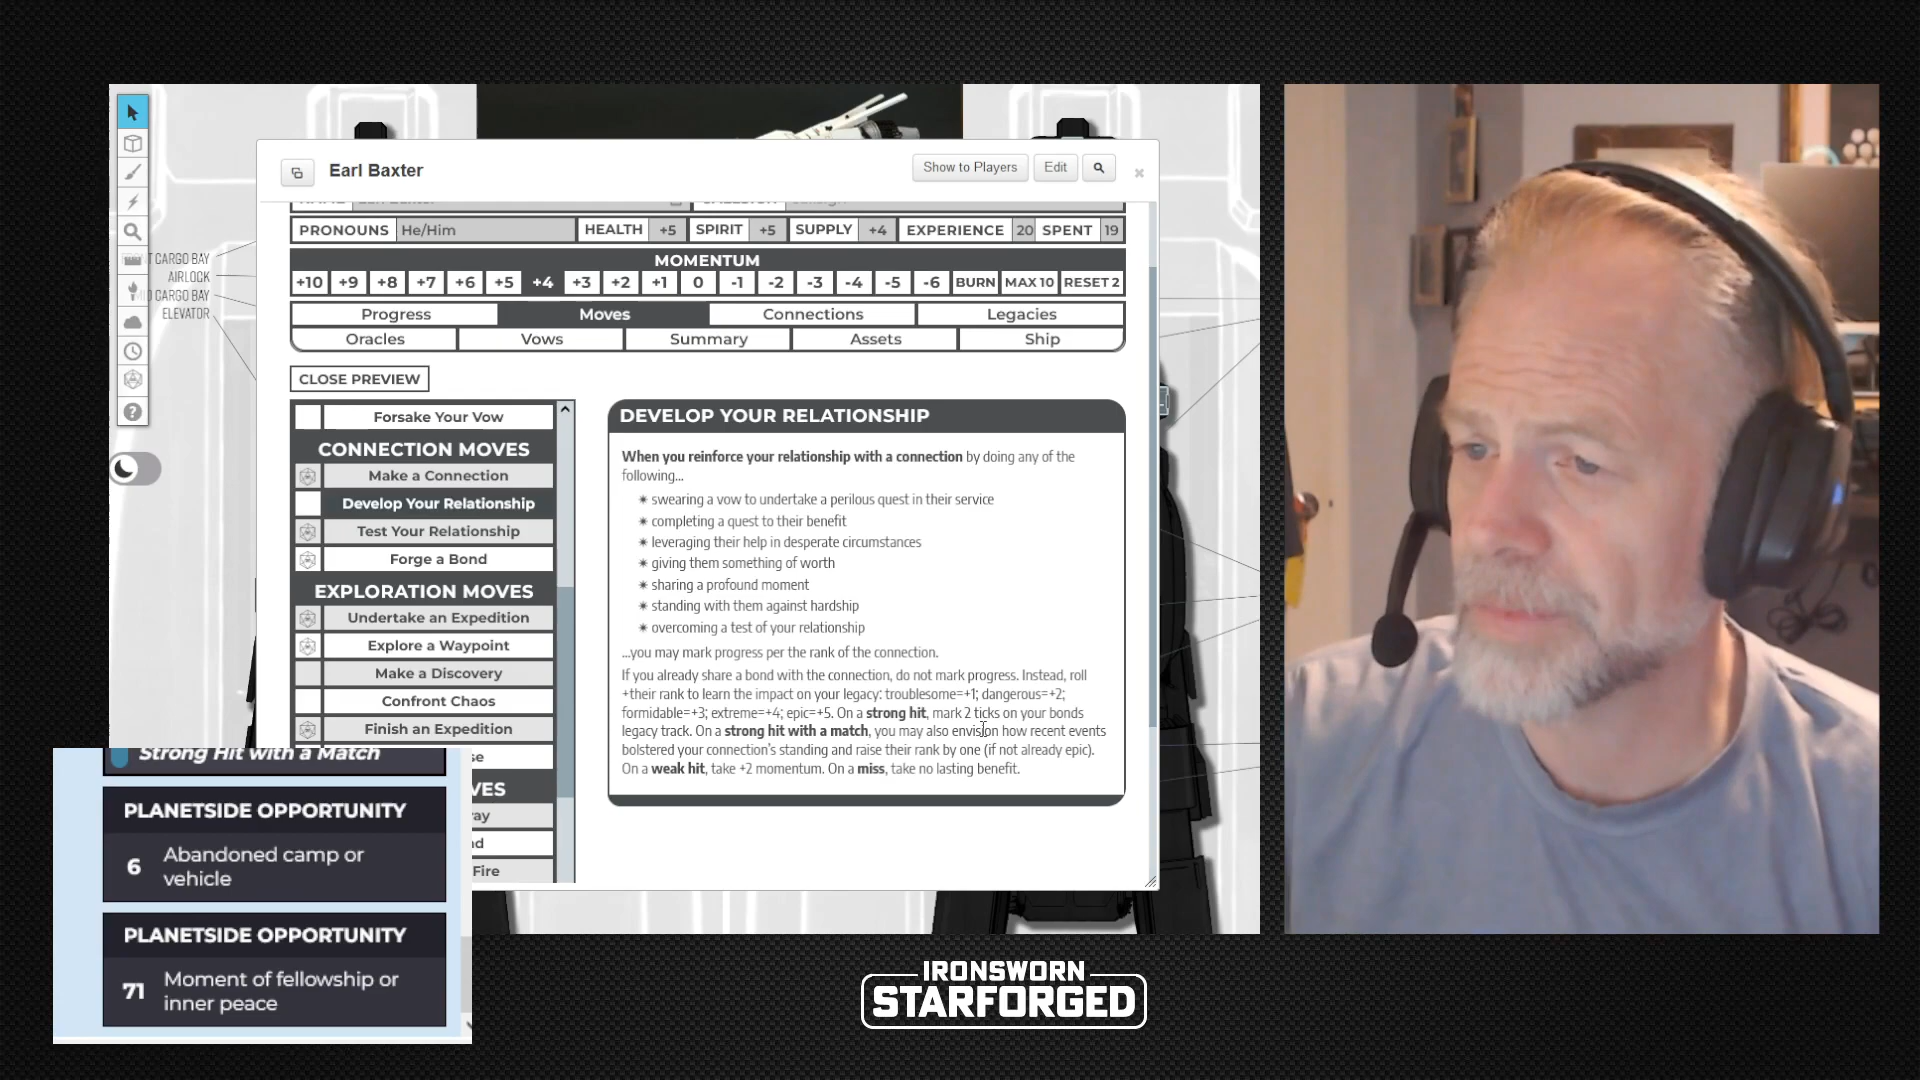 Earl Baxter
Show to Players
Edit
PRONOUNS He/Him HEALTH +5 SPIRIT +5 SUPPLY +4 EXPERIENCE 20 SPENT 19
MOMENTUM
+10 +9 +8 +7 +6 +5 +4 +3 +2 +1 0 -1 -2 -3 -4 -5 -6 BURN MAX 10 RESET 2
Progress Moves Connections Legacies
Oracles Vows Summary Assets Ship
T CARGO BAY
AIRLOCK
CARGO BAY
ELEVATOR
CLOSE PREVIEW
Forsake Your Vow
CONNECTION MOVES
Make a Connection
Develop Your Relationship
Test Your Relationship
Forge a Bond
EXPLORATION MOVES
Undertake an Expedition
Explore a Waypoint
Make a Discovery
Confront Chaos
Finish an Expedition
se
VES
ay
d
Fire
DEVELOP YOUR RELATIONSHIP
When you reinforce your relationship with a connection by doing any of the
following...
✷ swearing a vow to undertake a perilous quest in their service
✷ completing a quest to their benefit
✷ leveraging their help in desperate circumstances
✷ giving them something of worth
✷ sharing a profound moment
✷ standing with them against hardship
✷ overcoming a test of your relationship
...you may mark progress per the rank of the connection.
If you already share a bond with the connection, do not mark progress. Instead, roll
+their rank to learn the impact on your legacy: troublesome=+1; dangerous=+2;
formidable=+3; extreme=+4; epic=+5. On a strong hit, mark 2 ticks on your bonds
legacy track. On a strong hit with a match, you may also envision how recent events
bolstered your connection's standing and raise their rank by one (if not already epic).
On a weak hit, take +2 momentum. On a miss, take no lasting benefit.
Strong Hit with a Match
PLANETSIDE OPPORTUNITY
6 Abandoned camp or
vehicle
PLANETSIDE OPPORTUNITY
71 Moment of fellowship or
inner peace
IRONSWORN
STARFORGED